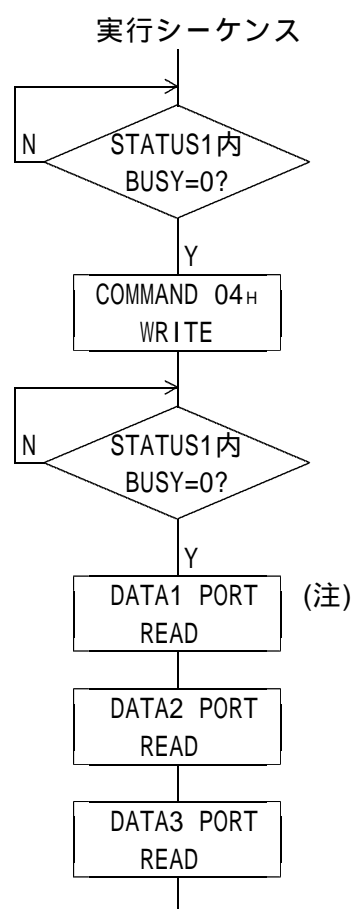 実行シーケンス
N
STATUS1内
BUSY=0?
Y
COMMAND 04H
WRITE
N
STATUS1内
BUSY=0?
Y
DATA1 PORT
READ
(注)
DATA2 PORT
READ
DATA3 PORT
READ